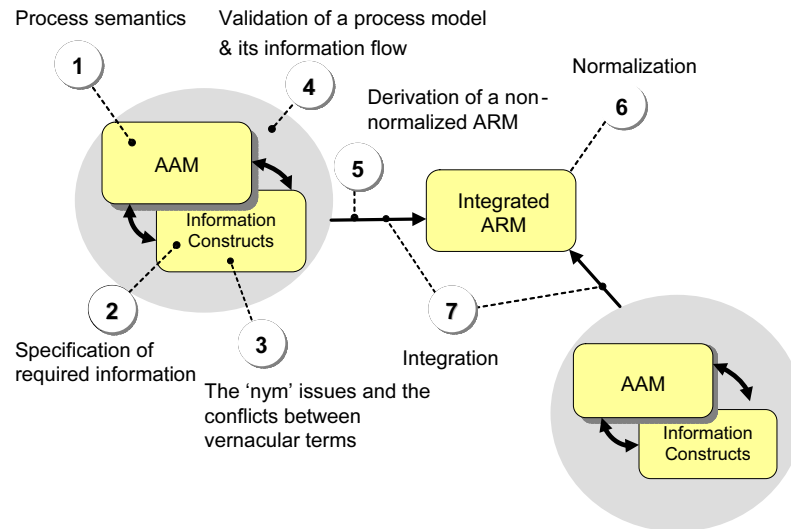 Process semantics
1
Validation of a process model
& its information flow
4
AAM
Information
Constructs
2
Specification of
required information
3
The ‘nym’ issues and the
conflicts between
vernacular terms
Derivation of a non-
normalized ARM
5
Normalization
6
Integrated
ARM
7
Integration
AAM
Information
Constructs